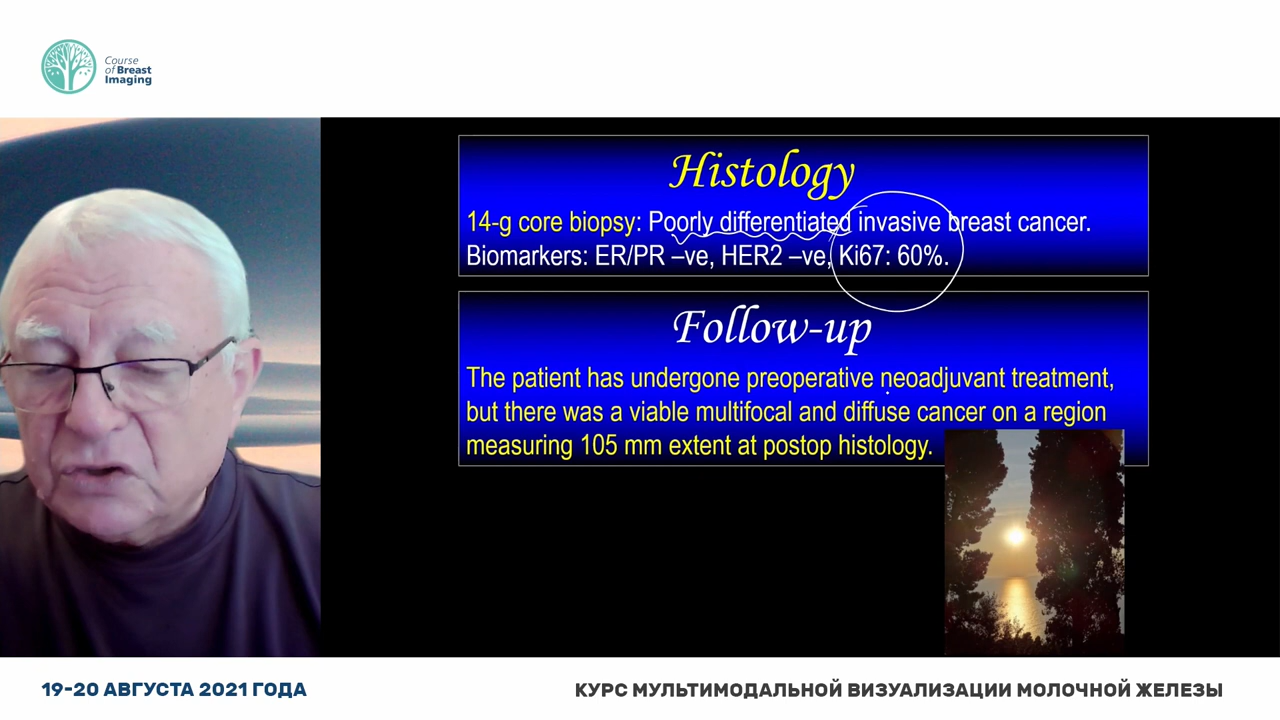 Course
of Breast
Imaging
Histology
14-g core biopsy: Poorly differentiated invasive breast cancer.
Biomarkers: ER/PR –ve, HER2 –ve, Ki67: 60%.
Follow-up
The patient has undergone preoperative neoadjuvant treatment,
but there was a viable multifocal and diffuse cancer on a region
measuring 105 mm extent at postop histology.
19-20 АВГУСТА 2021 ГОДА
КУРС МУЛЬТИМОДАЛЬНОЙ ВИЗУАЛИЗАЦИИ МОЛОЧНОЙ ЖЕЛЕЗЫ